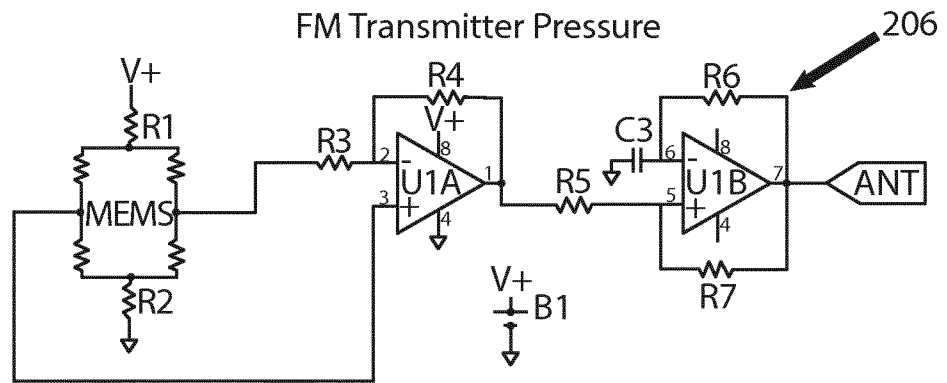 FM Transmitter Pressure
206
V+
R1
MEMS
R2
R3
R4
V+
8
2
-
U1A
1
3
+
4
R5
V+
B1
R6
C3
8
6
-
U1B
7
5
+
4
R7
ANT